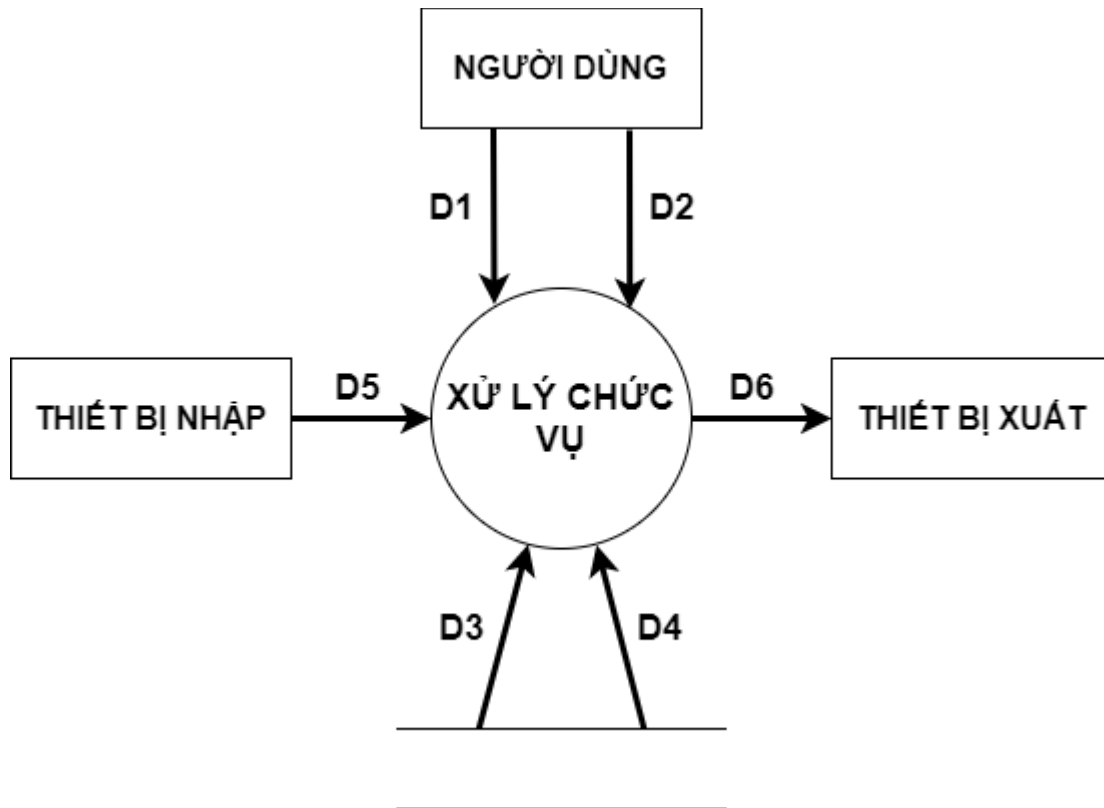 NGƯỜI DÙNG
D1
D2
THIẾT BỊ NHẬP
D5
XỬ LÝ CHỨC
VỤ
D6
THIẾT BỊ XUẤT
D3
D4